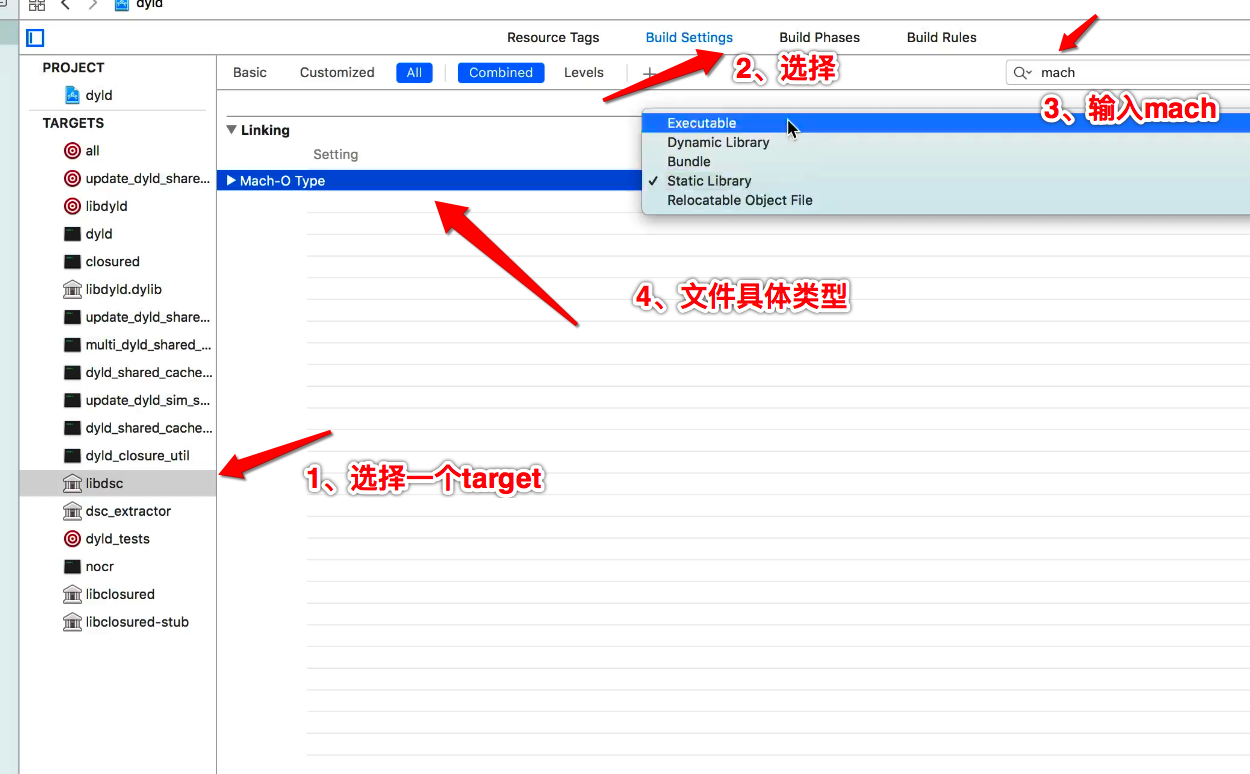 dyld
Resource Tags
Build Settings
Build Phases
Build Rules
PROJECT
dyld
TARGETS
all
update_dyld_share...
libdyld
dyld
closured
libdyld.dylib
update_dyld_share...
multi_dyld_shared_...
dyld_shared_cache...
update_dyld_sim_s...
dyld_shared_cache...
dyld_closure_util
libdsc
dsc_extractor
dyld_tests
nocr
libclosured
libclosured-stub
Basic
Customized
All
Combined
Levels
+
mach
2、选择
3、输入mach
Linking
Setting
Mach-O Type
Executable
Dynamic Library
Bundle
✓ Static Library
Relocatable Object File
4、文件具体类型
1、选择一个target